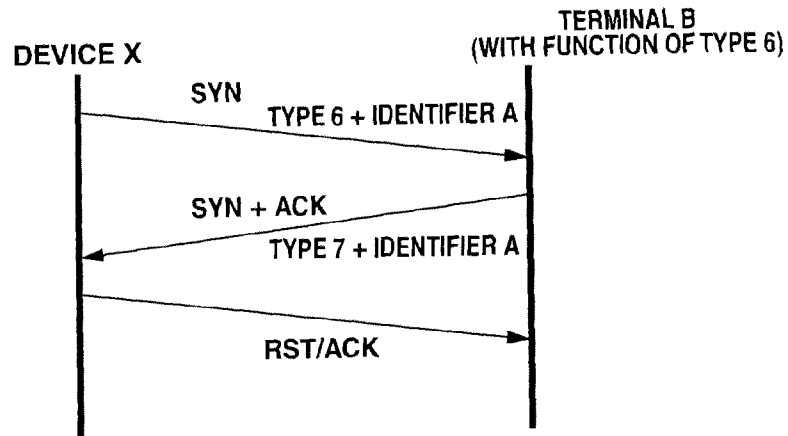 TERMINAL B
(WITH FUNCTION OF TYPE 6)
DEVICE X
SYN
TYPE 6 + IDENTIFIER A
SYN + ACK
TYPE 7 + IDENTIFIER A
RST/ACK